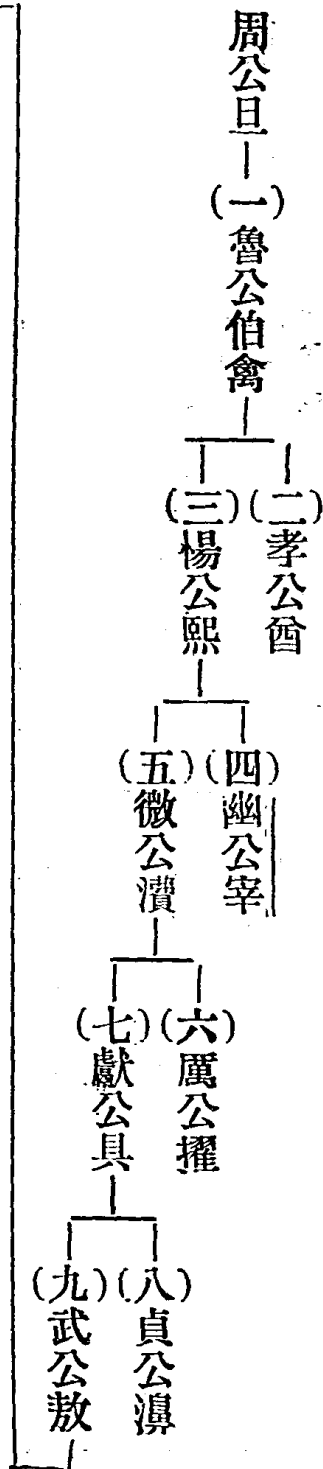 周公旦
(一)魯公伯禽
(二)孝公酋
(三)楊公熙
(四)幽公宰
(五)微公濆
(六)厲公擢
(七)獻公具
(八)貞公濞
(九)武公敖